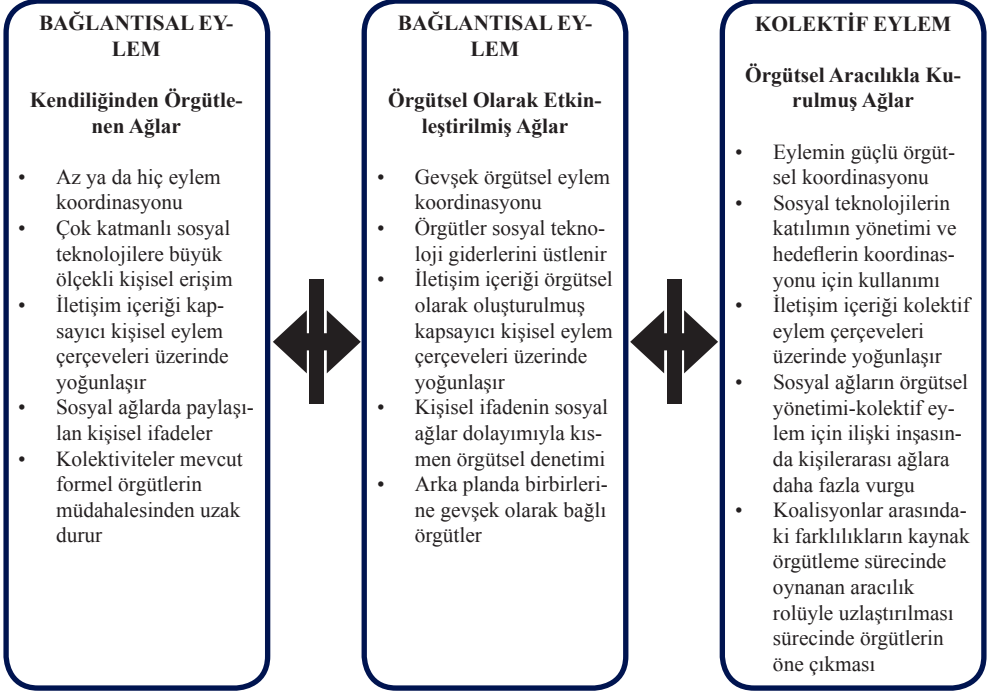 BAĞLANTISAL EY-
LEM
Kendiliğinden Örgütle-
nen Ağlar
• Az ya da hiç eylem
koordinasyonu
• Çok katmanlı sosyal
teknolojilere büyük
ölçekli kişisel erişim
• İletişim içeriği kap-
sayıcı kişisel eylem
çerçeveleri üzerinde
yoğunlaşır
• Sosyal ağlarda paylaşı-
lan kişisel ifadeler
• Kolektiviteler mevcut
formel örgütlerin
müdahalesinden uzak
durur
BAĞLANTISAL EY-
LEM
Örgütsel Olarak Etkin-
leştirilmiş Ağlar
• Gevşek örgütsel eylem
koordinasyonu
• Örgütler sosyal tekno-
loji giderlerini üstlenir
• İletişim içeriği örgütsel
olarak oluşturulmuş
kapsayıcı kişisel eylem
çerçeveleri üzerinde
yoğunlaşır
• Kişisel ifadenin sosyal
ağlar dolayımıyla kıs-
men örgütsel denetimi
• Arka planda birbirleri-
ne gevşek olarak bağlı
örgütler
KOLEKTİF EYLEM
Örgütsel Aracılıkla Ku-
rulmuş Ağlar
• Eylemin güçlü örgüt-
sel koordinasyonu
• Sosyal teknolojilerin
katılımın yönetimi ve
hedeflerin koordinas-
yonu için kullanımı
• İletişim içeriği kolektif
eylem çerçeveleri
üzerinde yoğunlaşır
• Sosyal ağların örgütsel
yönetimi-kolektif ey-
lem için ilişki inşasın-
da kişilerarası ağlara
daha fazla vurgu
• Koalisyonlar arasında-
ki farklılıkların kaynak
örgütleme sürecinde
oynanan aracılık
rolüyle uzlaştırılması
sürecinde örgütlerin
öne çıkması